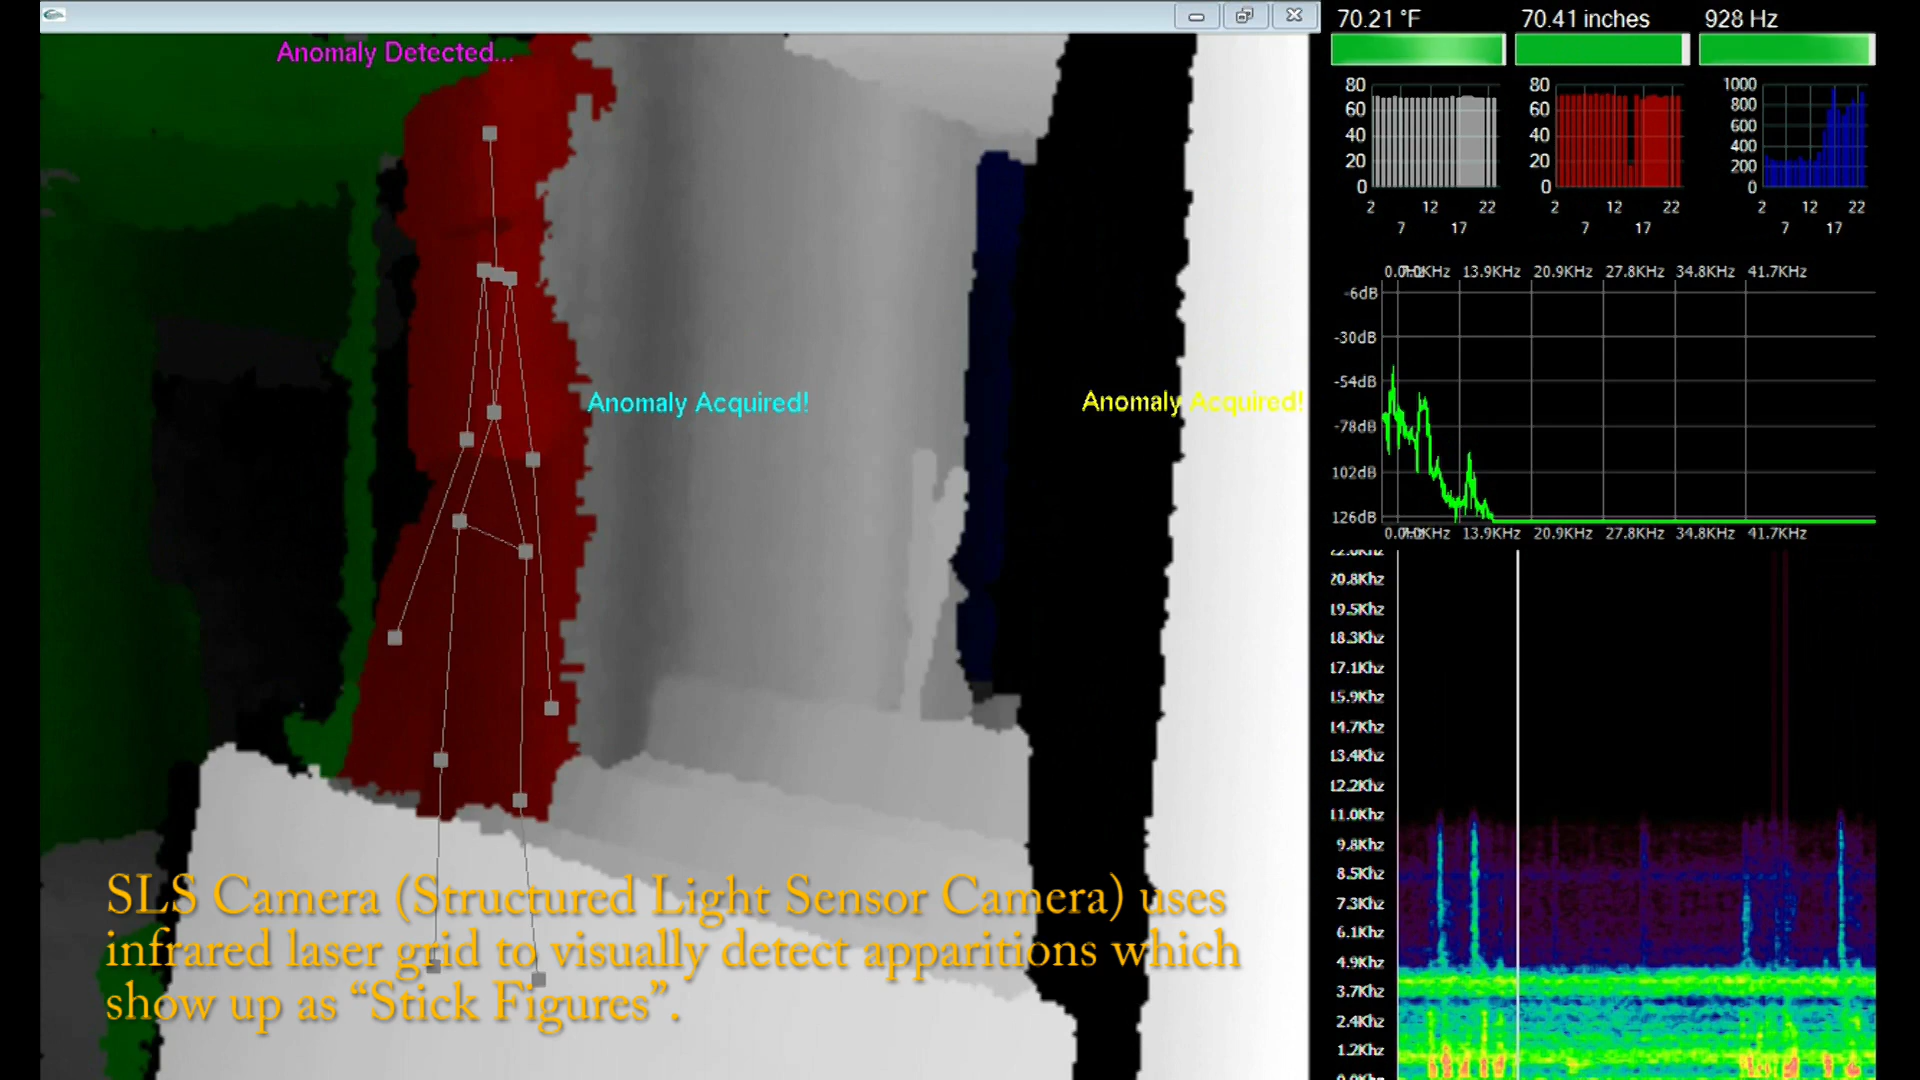 Anomaly Detected...
70.21 °F
70.41 inches
928 Hz
80
60
40
20
0
2
7
12
17
22
80
60
40
20
0
2
7
12
17
22
1000
800
600
400
200
0
2
7
12
17
22
13.9KHz 20.9KHz 27.8KHz 34.8KHz 41.7KHz
-6dB
-30dB
-54dB
-78dB
102dB
126dB
13.9KHz 20.9KHz 27.8KHz 34.8KHz 41.7KHz
Anomaly Acquired!
Anomaly Acquired!
20.8Khz
19.5Khz
18.3Khz
17.1Khz
15.9Khz
14.7Khz
13.4Khz
12.2Khz
11.0Khz
9.8Khz
8.5Khz
7.3Khz
6.1Khz
4.9Khz
3.7Khz
2.4Khz
1.2Khz
SLS Camera (Structured Light Sensor Camera) uses
infrared laser grid to visually detect apparitions which
show up as “Stick Figures”.